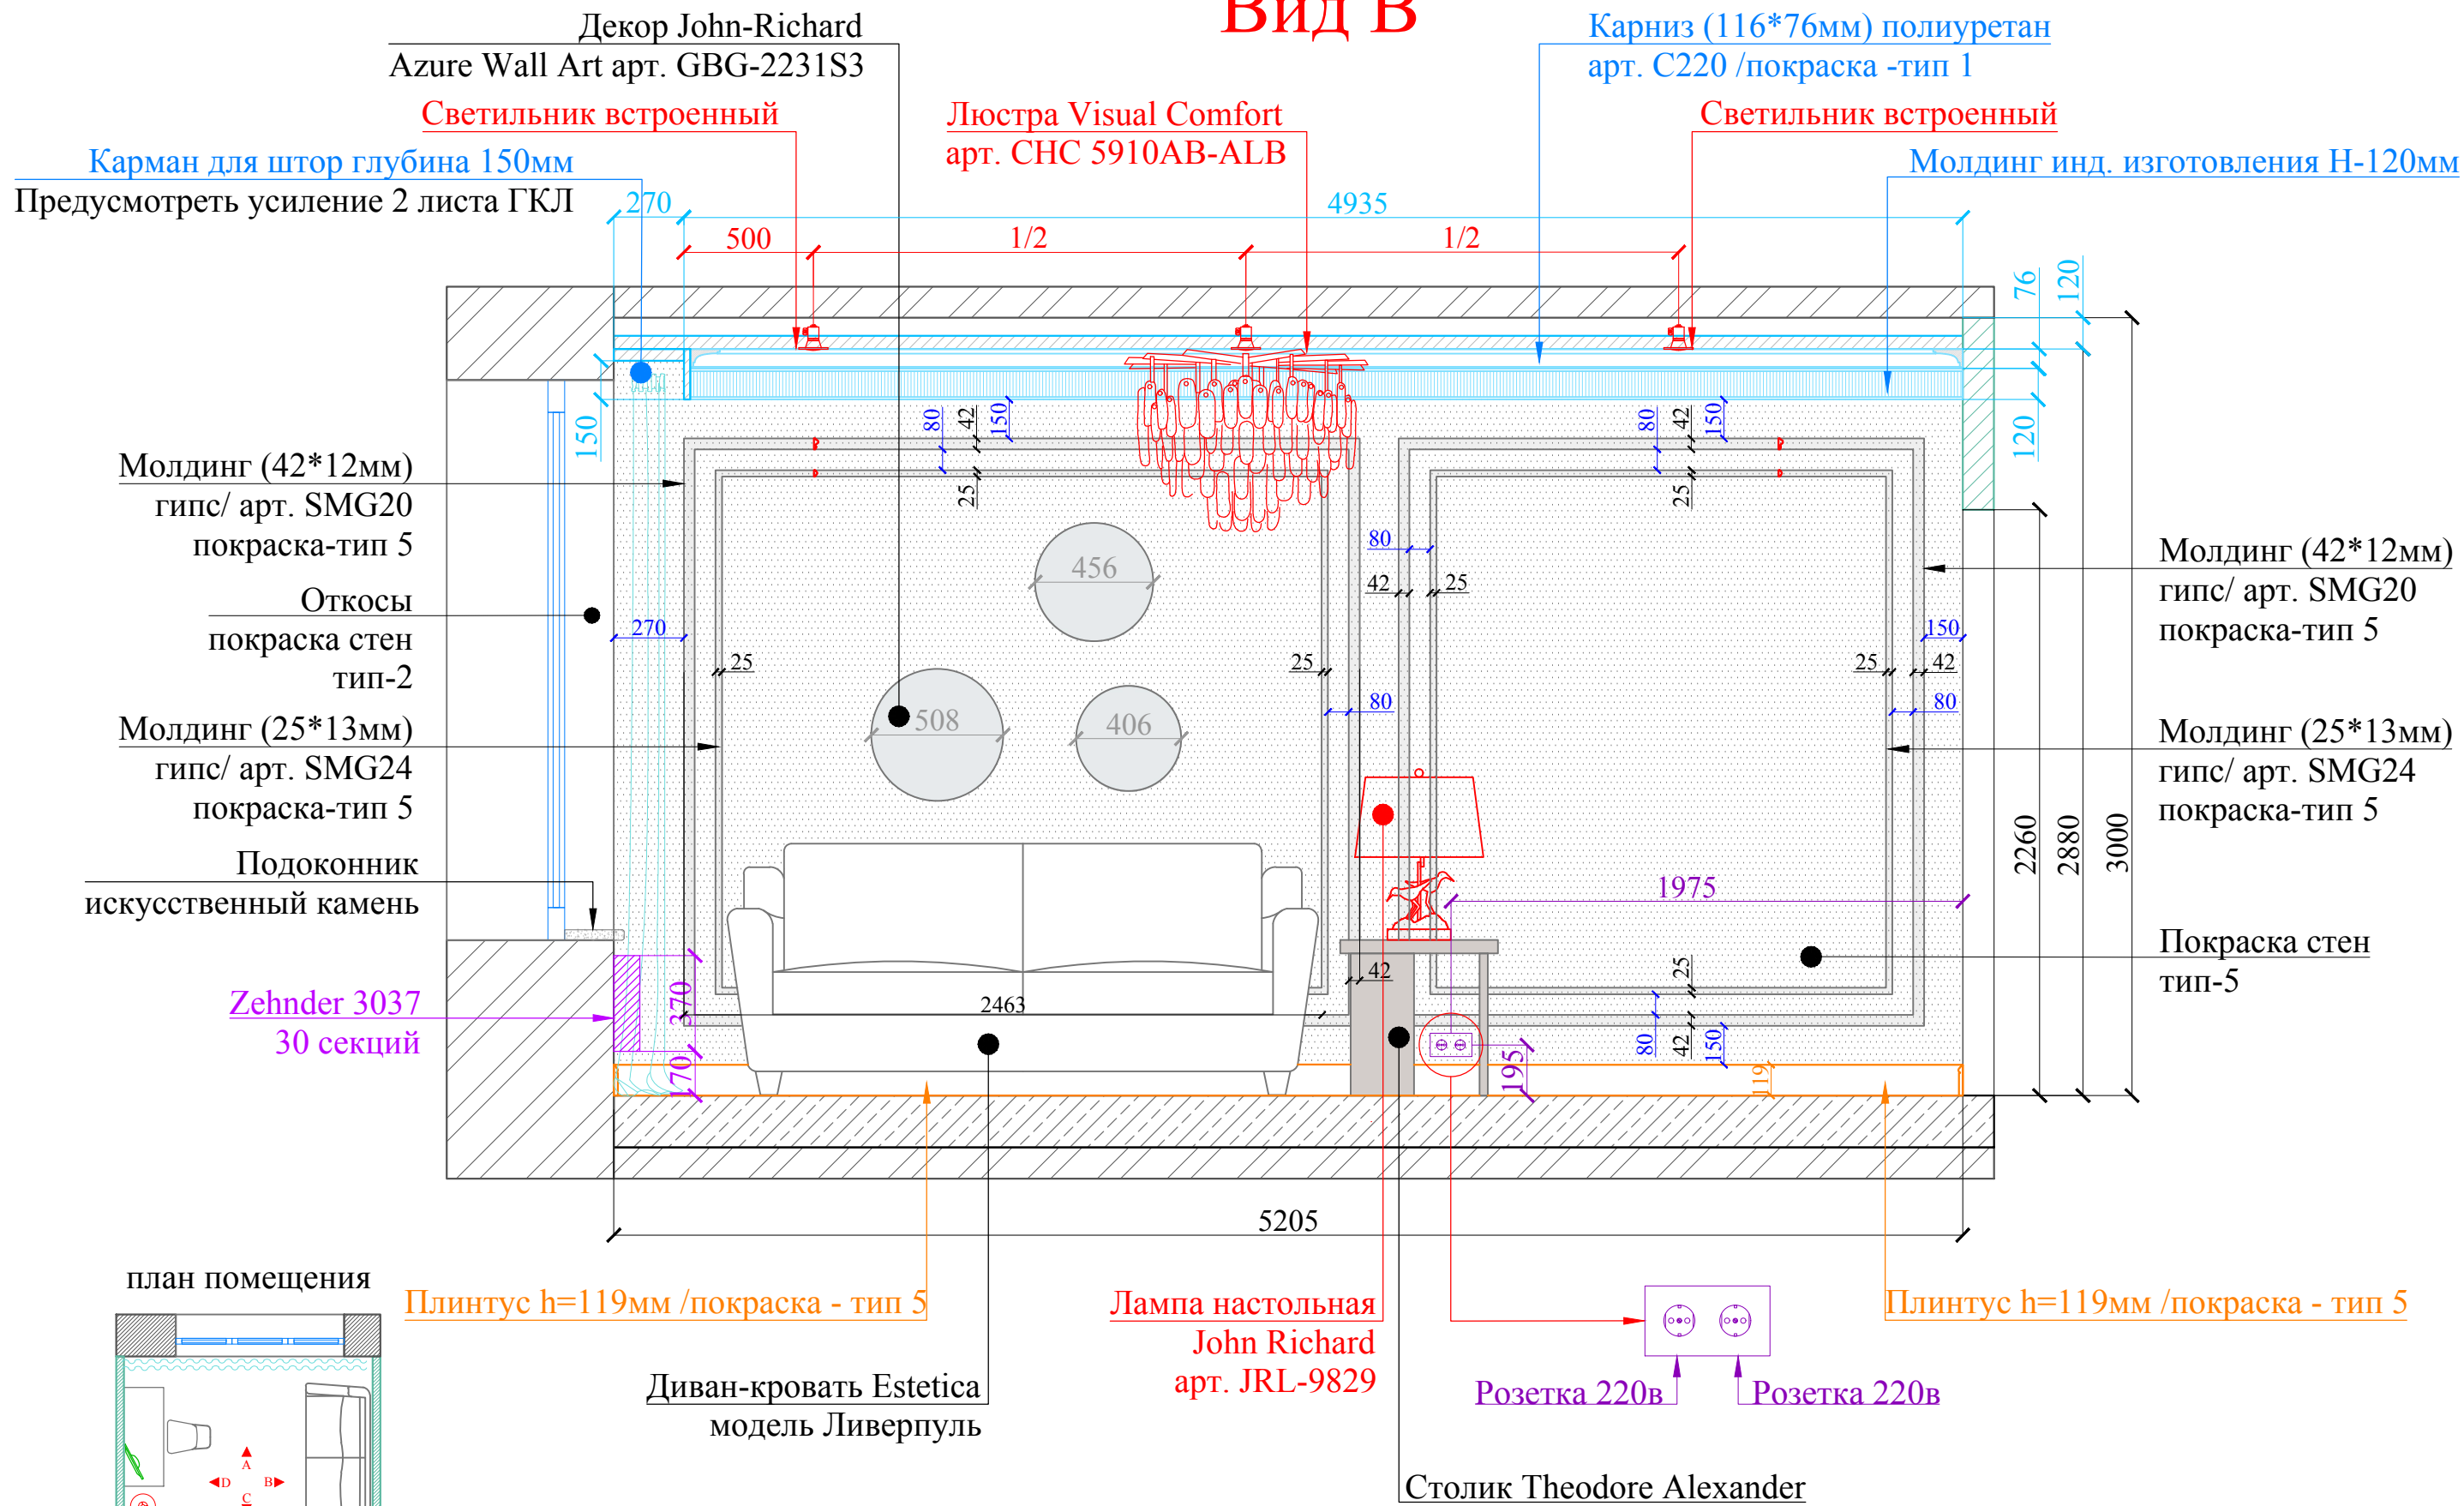 Вид В
Декор John-Richard
Azure Wall Art арт. GBG-2231S3
Карниз (116*76мм) полиуретан
арт. С220 /покраска -тип 1
Светильник встроенный
Люстра Visual Comfort
арт. CHC 5910AB-ALB
Светильник встроенный
Карман для штор глубина 150мм
Предусмотреть усиление 2 листа ГКЛ
Молдинг инд. изготовления Н-120мм
270
4935
500
1/2
1/2
76
120
150
120
80
42
150
25
80
42
150
25
Молдинг (42*12мм)
гипс/ арт. SMG20
покраска-тип 5
Откосы
покраска стен
тип-2
Молдинг (25*13мм)
гипс/ арт. SMG24
покраска-тип 5
Подоконник
искусственный камень
Zehnder 3037
30 секций
456
508
406
80
42
25
270
150
25
25
80
25
42
80
Молдинг (42*12мм)
гипс/ арт. SMG20
покраска-тип 5
Молдинг (25*13мм)
гипс/ арт. SMG24
покраска-тип 5
Покраска стен
тип-5
2260
2880
3000
1975
42
2463
370
170
195
25
80
42
150
119
5205
план помещения
A
D
B
C
Плинтус h=119мм /покраска - тип 5
Лампа настольная
John Richard
арт. JRL-9829
Плинтус h=119мм /покраска - тип 5
Диван-кровать Estetica
модель Ливерпуль
Розетка 220в
Розетка 220в
Столик Theodore Alexander